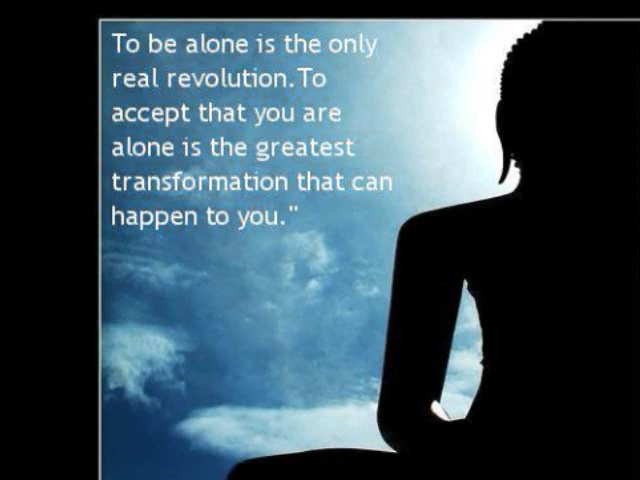 To be alone is the only
real revolution.To
accept that you are
alone is the greatest
transformation that can
happen to you."